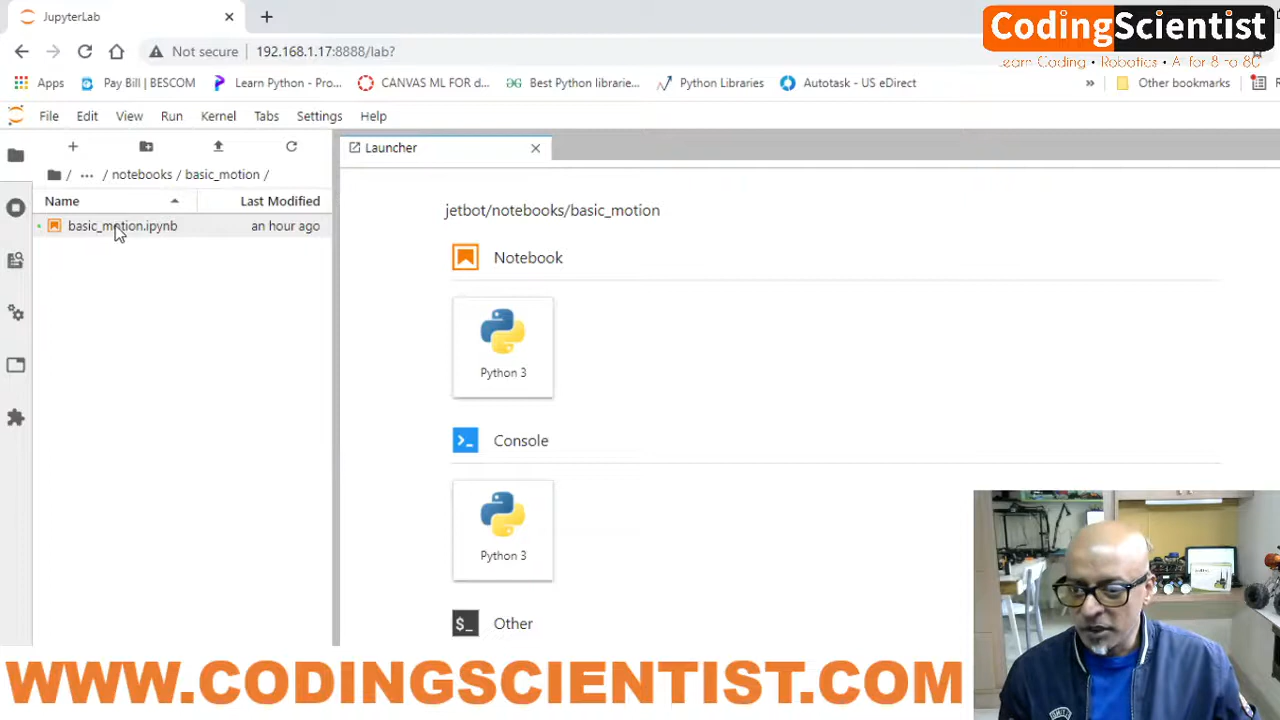 JupyterLab
CodingScientist
Learn Coding • Robotics • AI for 8 to 80
Not secure 192.168.1.17:8888/lab?
Apps Pay Bill | BESCOM Learn Python - Pro... CANVAS ML FOR d... Best Python librarie... Python Libraries Autotask - US eDirect » Other bookmarks
File Edit View Run Kernel Tabs Settings Help
Launcher
/ ... / notebooks / basic_motion /
Name Last Modified
basic_motion.ipynb an hour ago
jetbot/notebooks/basic_motion
Notebook
Python 3
>_ Console
Python 3
$_ Other
WWW.CODINGSCIENTIST.COM